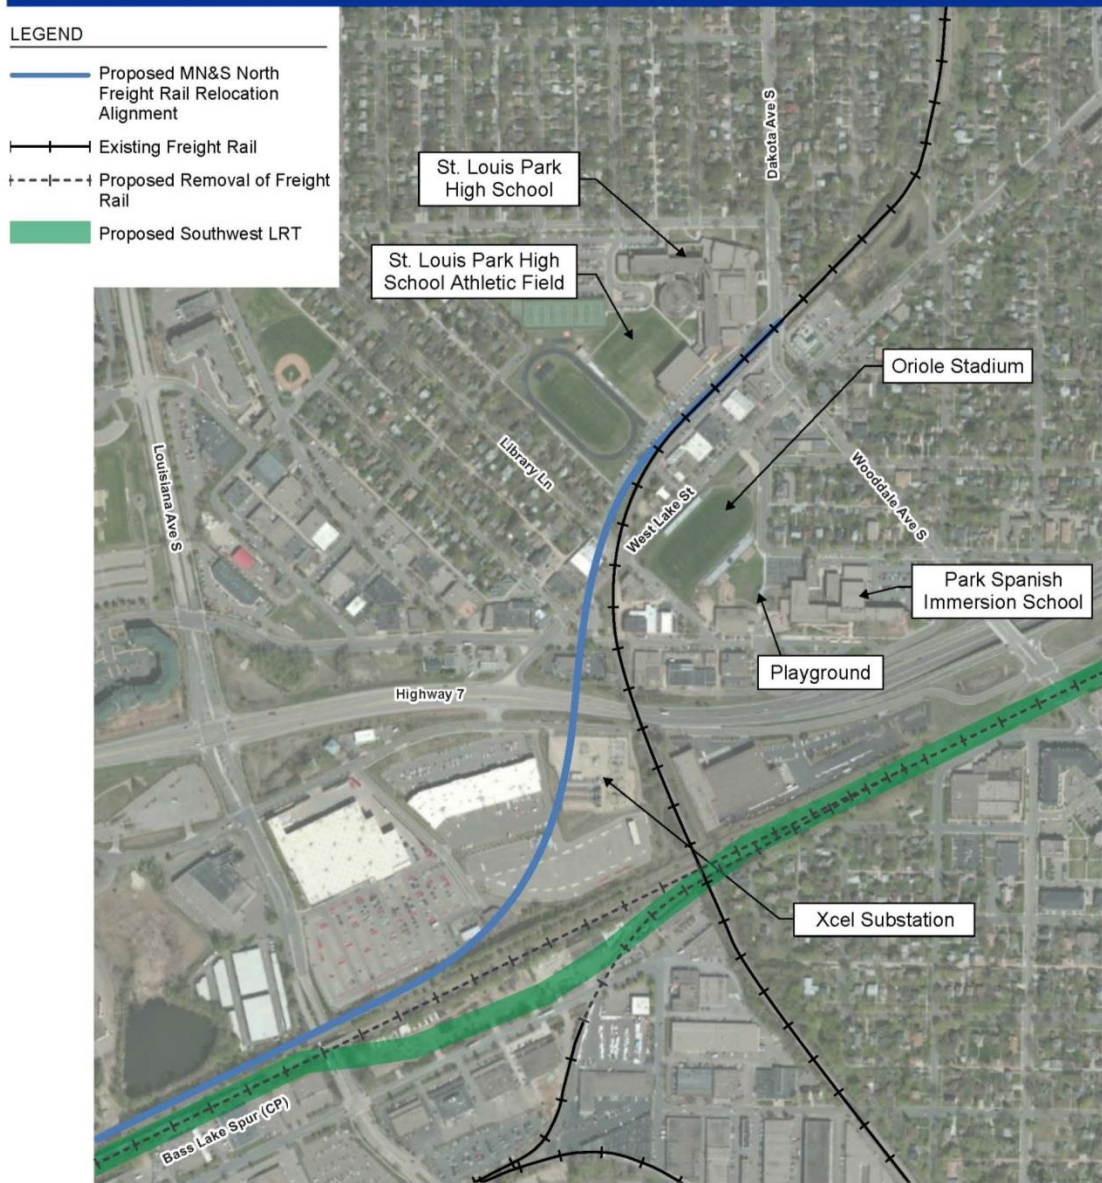 LEGEND
Proposed MN&S North
Freight Rail Relocation
Alignment
Existing Freight Rail
Proposed Removal of Freight
Rail
Proposed Southwest LRT
Dakota Ave S
St. Louis Park
High School
St. Louis Park High
School Athletic Field
Oriole Stadium
Louisiana Ave S
Library Ln
West Lake St
Wooddale Ave S
Park Spanish
Immersion School
Playground
Highway 7
Xcel Substation
Bass Lake Spur (CP)